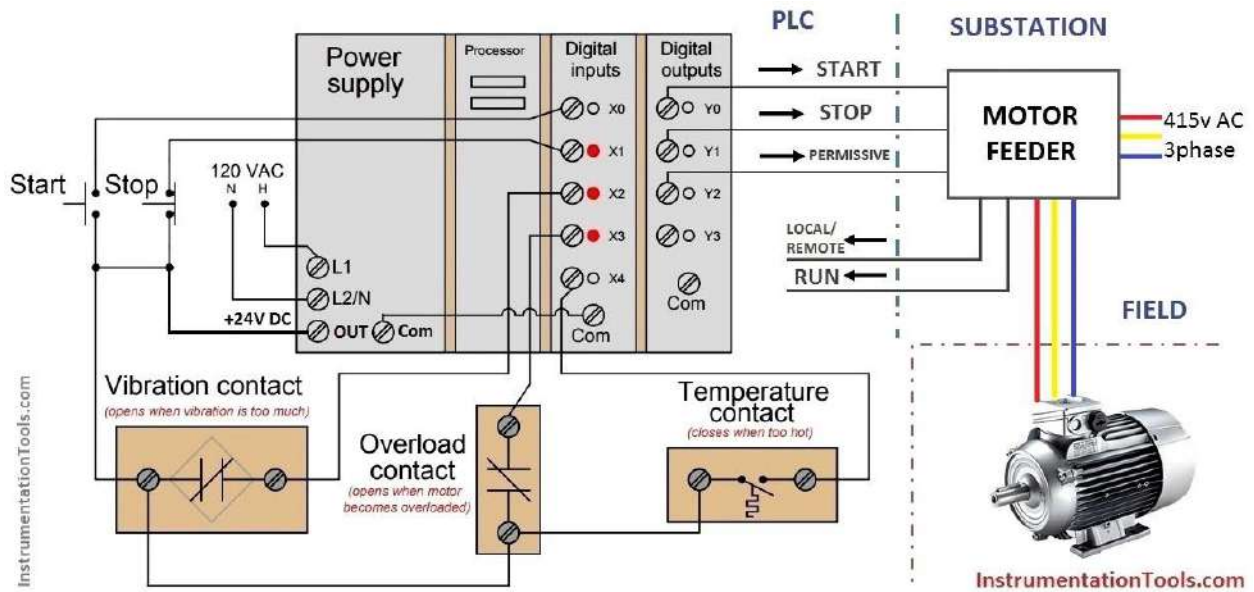 PLC
SUBSTATION
Power
supply
Processor
Digital
inputs
Digital
outputs
START
STOP
PERMISSIVE
MOTOR
FEEDER
415v AC
3phase
X0
X1
X2
X3
X4
Com
Y0
Y1
Y2
Y3
Com
Start
Stop
120 VAC
N H
L1
L2/N
+24V DC
OUT
Com
LOCAL/
REMOTE
RUN
FIELD
Vibration contact
(opens when vibration is too much)
Overload
contact
(opens when motor
becomes overloaded)
Temperature
contact
(closes when too hot)
InstrumentationTools.com
InstrumentationTools.com